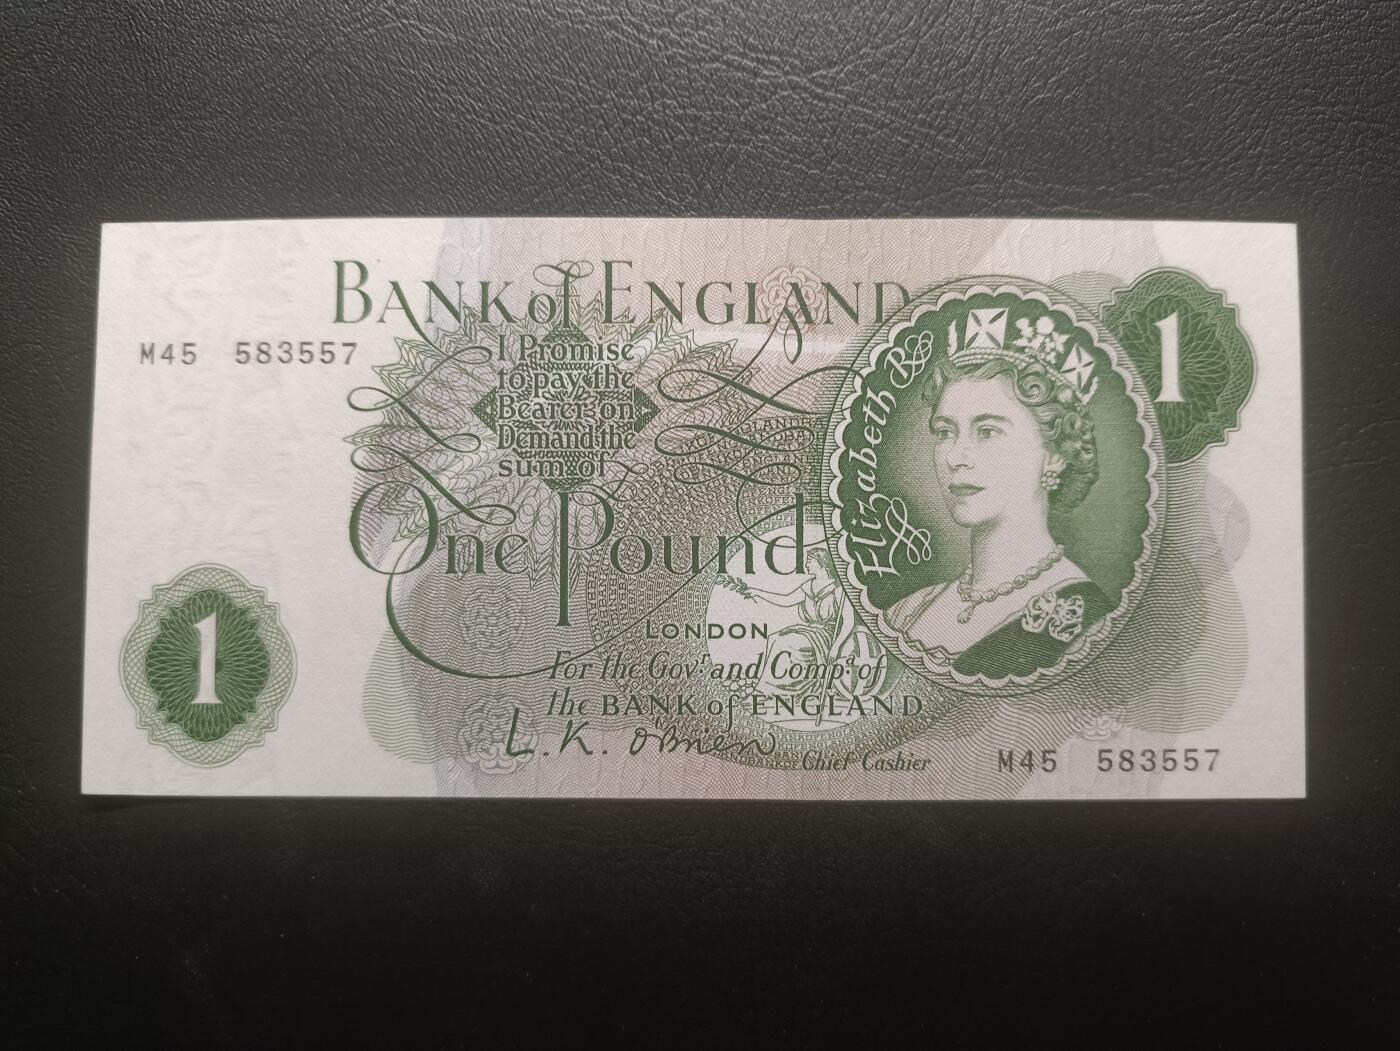 BANK of ENGLAND
M45 583557
I Promise
to pay the
Bearer on
Demand the
sum of
One Pound
LONDON
For the Govr. and Compa. of
the BANK of ENGLAND
L.K. O'Brien
Chief Cashier
Elizabeth R
1
1
M45 583557